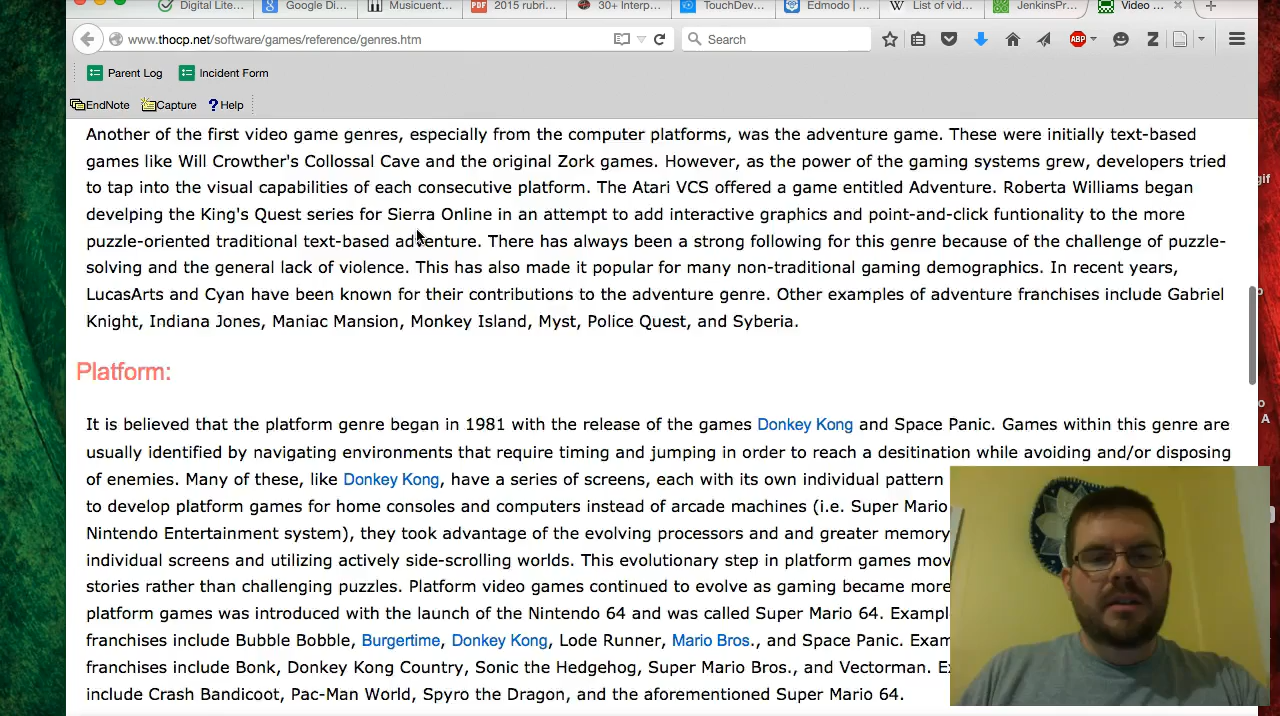 Digital Lite...
Google Di...
Musicuent...
2015 rubri...
30+ Interp...
TouchDev...
Edmodo |...
List of vid...
JenkinsPr...
Video ...
www.thocp.net/software/games/reference/genres.htm
Search
Parent Log
Incident Form
EndNote
Capture
? Help
Another of the first video game genres, especially from the computer platforms, was the adventure game. These were initially text-based
games like Will Crowther's Collossal Cave and the original Zork games. However, as the power of the gaming systems grew, developers tried
to tap into the visual capabilities of each consecutive platform. The Atari VCS offered a game entitled Adventure. Roberta Williams began
develping the King's Quest series for Sierra Online in an attempt to add interactive graphics and point-and-click funtionality to the more
puzzle-oriented traditional text-based adventure. There has always been a strong following for this genre because of the challenge of puzzle-
solving and the general lack of violence. This has also made it popular for many non-traditional gaming demographics. In recent years,
LucasArts and Cyan have been known for their contributions to the adventure genre. Other examples of adventure franchises include Gabriel
Knight, Indiana Jones, Maniac Mansion, Monkey Island, Myst, Police Quest, and Syberia.
Platform:
It is believed that the platform genre began in 1981 with the release of the games Donkey Kong and Space Panic. Games within this genre are
usually identified by navigating environments that require timing and jumping in order to reach a desitination while avoiding and/or disposing
of enemies. Many of these, like Donkey Kong, have a series of screens, each with its own individual pattern
to develop platform games for home consoles and computers instead of arcade machines (i.e. Super Mario
Nintendo Entertainment system), they took advantage of the evolving processors and and greater memory
individual screens and utilizing actively side-scrolling worlds. This evolutionary step in platform games mov
stories rather than challenging puzzles. Platform video games continued to evolve as gaming became more
platform games was introduced with the launch of the Nintendo 64 and was called Super Mario 64. Exampl
franchises include Bubble Bobble, Burgertime, Donkey Kong, Lode Runner, Mario Bros., and Space Panic. Exam
franchises include Bonk, Donkey Kong Country, Sonic the Hedgehog, Super Mario Bros., and Vectorman. E
include Crash Bandicoot, Pac-Man World, Spyro the Dragon, and the aforementioned Super Mario 64.